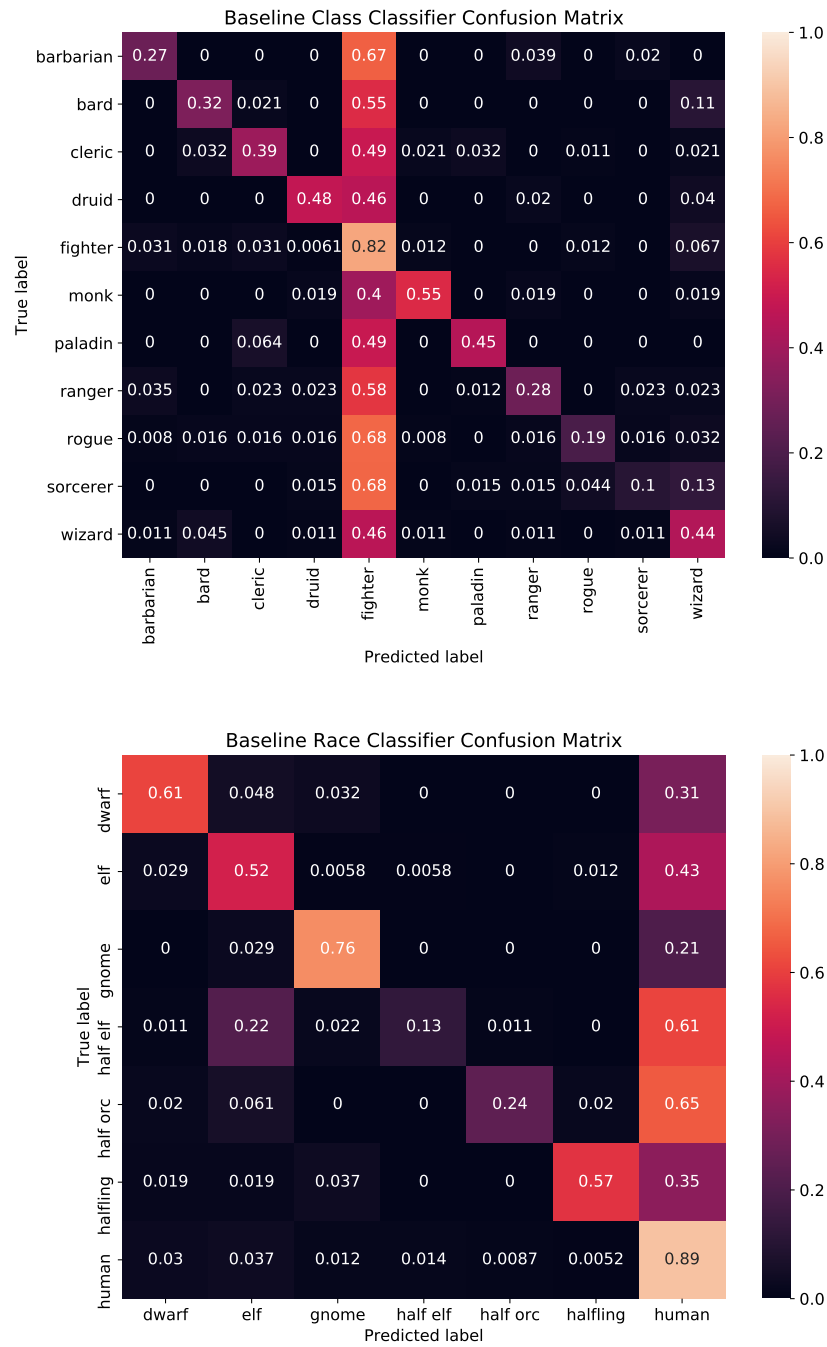 Baseline Class Classifier Confusion Matrix
barbarian 0.27 0 0 0 0.67 0 0 0.039 0 0.02 0
bard 0 0.32 0.021 0 0.55 0 0 0 0 0 0.11
cleric 0 0.032 0.39 0 0.49 0.021 0.032 0 0.011 0 0.021
druid 0 0 0 0.48 0.46 0 0 0.02 0 0 0.04
fighter 0.031 0.018 0.031 0.0061 0.82 0.012 0 0 0.012 0 0.067
monk 0 0 0 0.019 0.4 0.55 0 0.019 0 0 0.019
paladin 0 0 0.064 0 0.49 0 0.45 0 0 0 0
ranger 0.035 0 0.023 0.023 0.58 0 0.012 0.28 0 0.023 0.023
rogue 0.008 0.016 0.016 0.016 0.68 0.008 0 0.016 0.19 0.016 0.032
sorcerer 0 0 0 0.015 0.68 0 0.015 0.015 0.044 0.1 0.13
wizard 0.011 0.045 0 0.011 0.46 0.011 0 0.011 0 0.011 0.44
barbarian bard cleric druid fighter monk paladin ranger rogue sorcerer wizard
Predicted label
True label
1.0
0.8
0.6
0.4
0.2
0.0
Baseline Race Classifier Confusion Matrix
dwarf 0.61 0.048 0.032 0 0 0 0.31
elf 0.029 0.52 0.0058 0.0058 0 0.012 0.43
gnome 0 0.029 0.76 0 0 0 0.21
half elf 0.011 0.22 0.022 0.13 0.011 0 0.61
half orc 0.02 0.061 0 0 0.24 0.02 0.65
halfling 0.019 0.019 0.037 0 0 0.57 0.35
human 0.03 0.037 0.012 0.014 0.0087 0.0052 0.89
dwarf elf gnome half elf half orc halfling human
Predicted label
True label
1.0
0.8
0.6
0.4
0.2
0.0